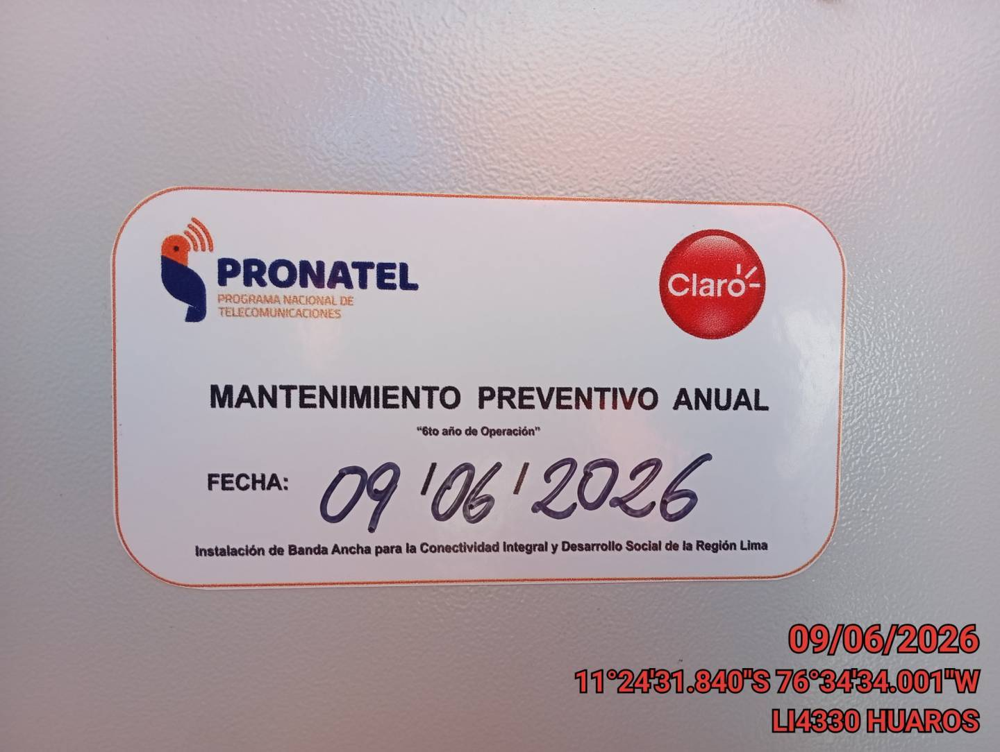 PRONATEL
PROGRAMA NACIONAL DE
TELECOMUNICACIONES
Claro
MANTENIMIENTO PREVENTIVO ANUAL
“6to año de Operación”
FECHA: 09/06/2026
Instalación de Banda Ancha para la Conectividad Integral y Desarrollo Social de la Región Lima
09/06/2026
11°24'31.840"S 76°34'34.001"W
LI4330 HUAROS